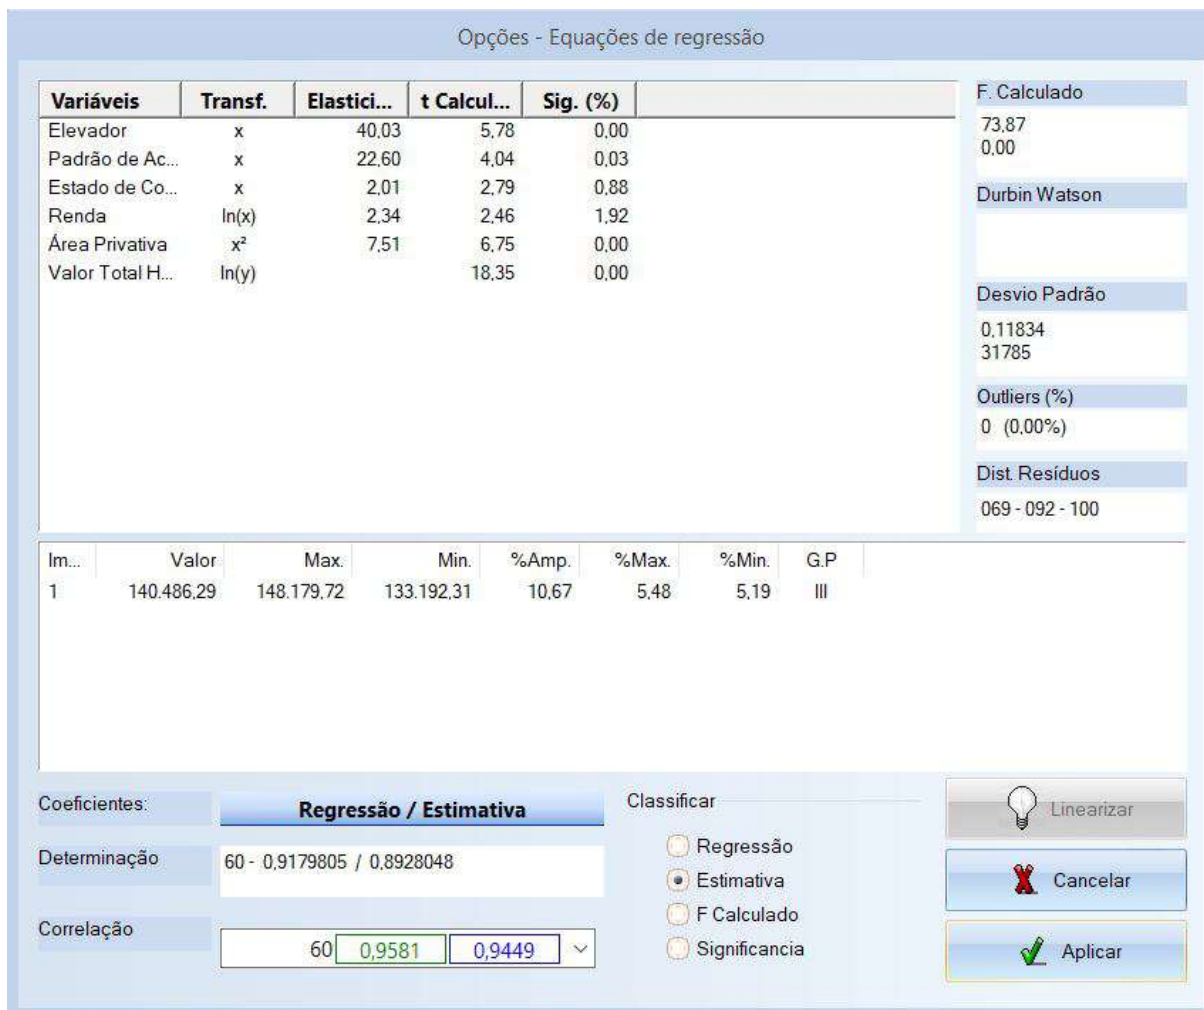 Opções - Equações de regressão
Variáveis Transf. Elastici... t Calcul... Sig. (%)
Elevador x 40,03 5,78 0,00
Padrão de Ac... x 22,60 4,04 0,03
Estado de Co... x 2,01 2,79 0,88
Renda ln(x) 2,34 2,46 1,92
Área Privativa x² 7,51 6,75 0,00
Valor Total H... ln(y) 18,35 0,00
F. Calculado
73,87
0,00
Durbin Watson
Desvio Padrão
0,11834
31785
Outliers (%)
0 (0,00%)
Dist. Resíduos
069 - 092 - 100
Im... Valor Max. Min. %Amp. %Max. %Min. G.P
1 140.486,29 148.179,72 133.192,31 10,67 5,48 5,19 III
Coeficientes: Regressão / Estimativa
Determinação 60 - 0,9179805 / 0,8928048
Correlação 60 0,9581 0,9449
Classificar
Regressão
Estimativa
F Calculado
Significancia
Linearizar
Cancelar
Aplicar